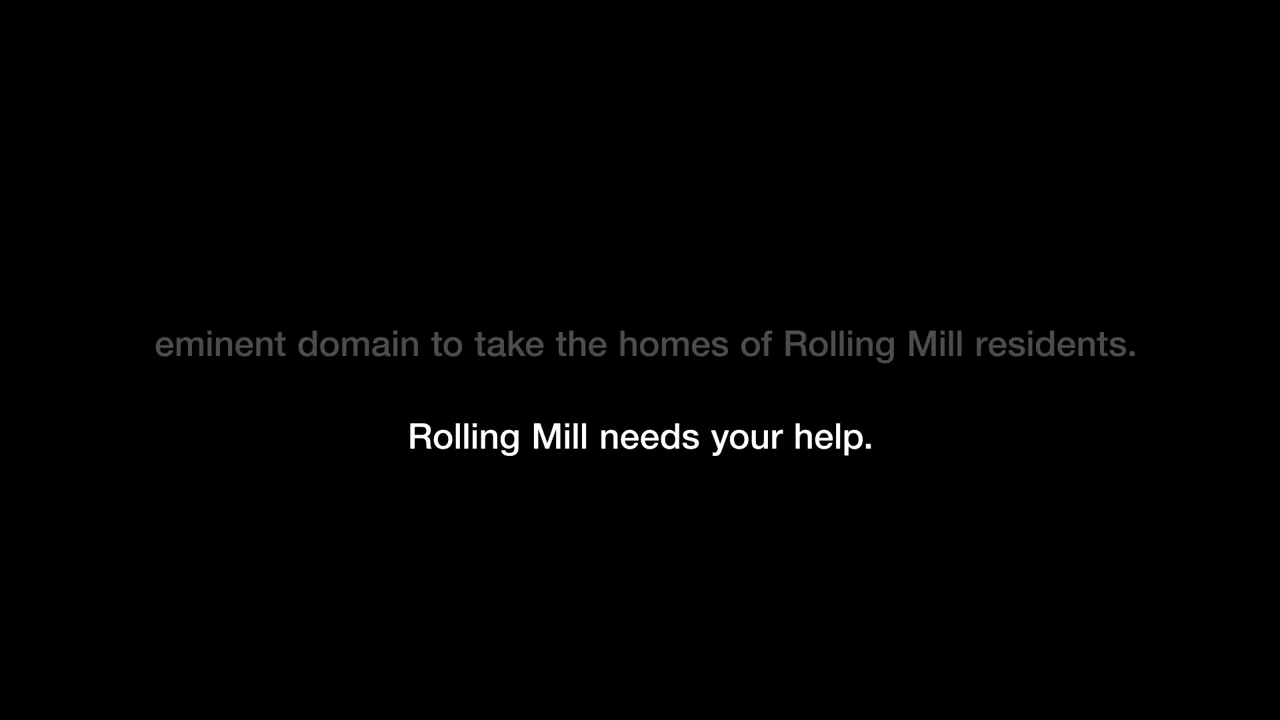 eminent domain to take the homes of Rolling Mill residents.
Rolling Mill needs your help.